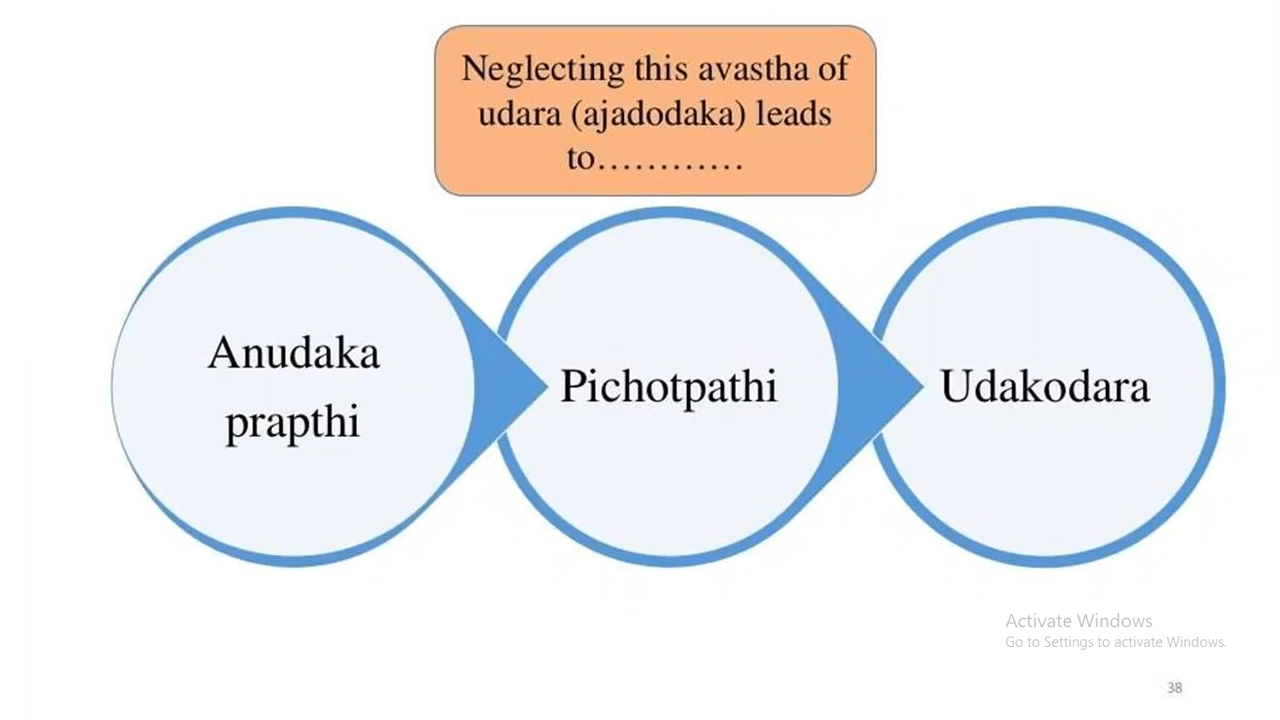 Neglecting this avastha of
udara (ajadodaka) leads
to…………
Anudaka
prapthi
Pichotpathi
Udakodara
Activate Windows
Go to Settings to activate Windows.
38